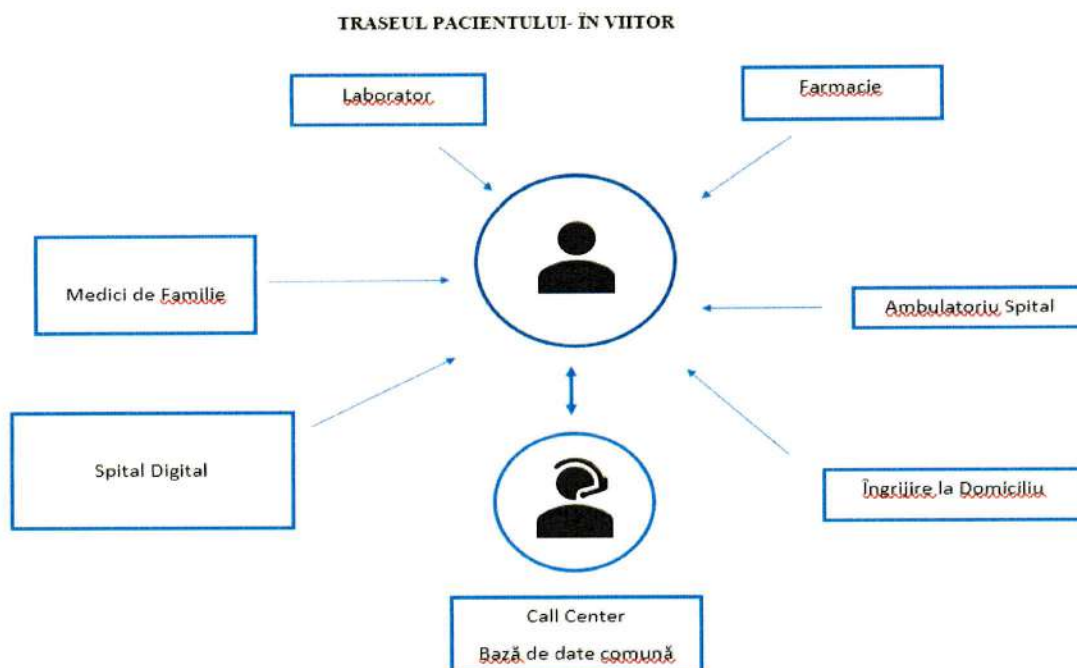 TRASEUL PACIENTULUI- ÎN VIITOR
Laborator
Farmacie
Medici de Familie
Ambulatoriu Spital
Spital Digital
Îngrijire la Domiciliu
Call Center
Bază de date comună